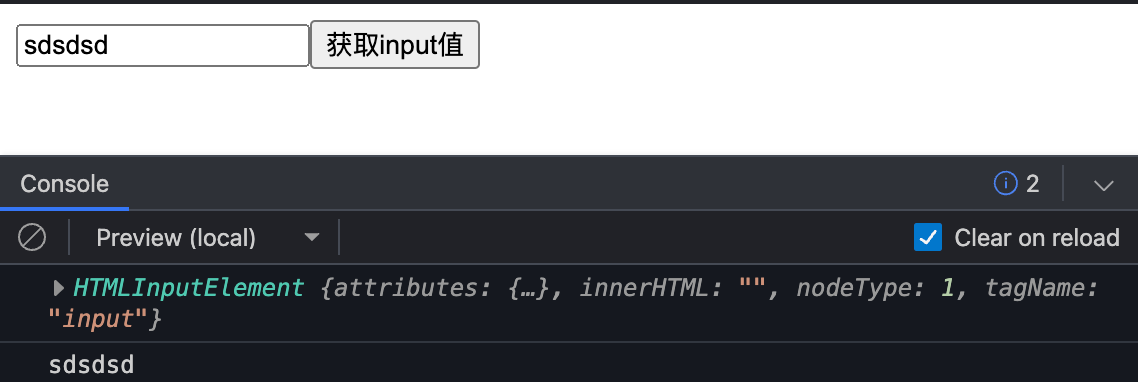 sdsdsd 获取input值
Console 2
Preview (local) Clear on reload
HTMLInputElement {attributes: {…}, innerHTML: "", nodeType: 1, tagName:
"input"}
sdsdsd